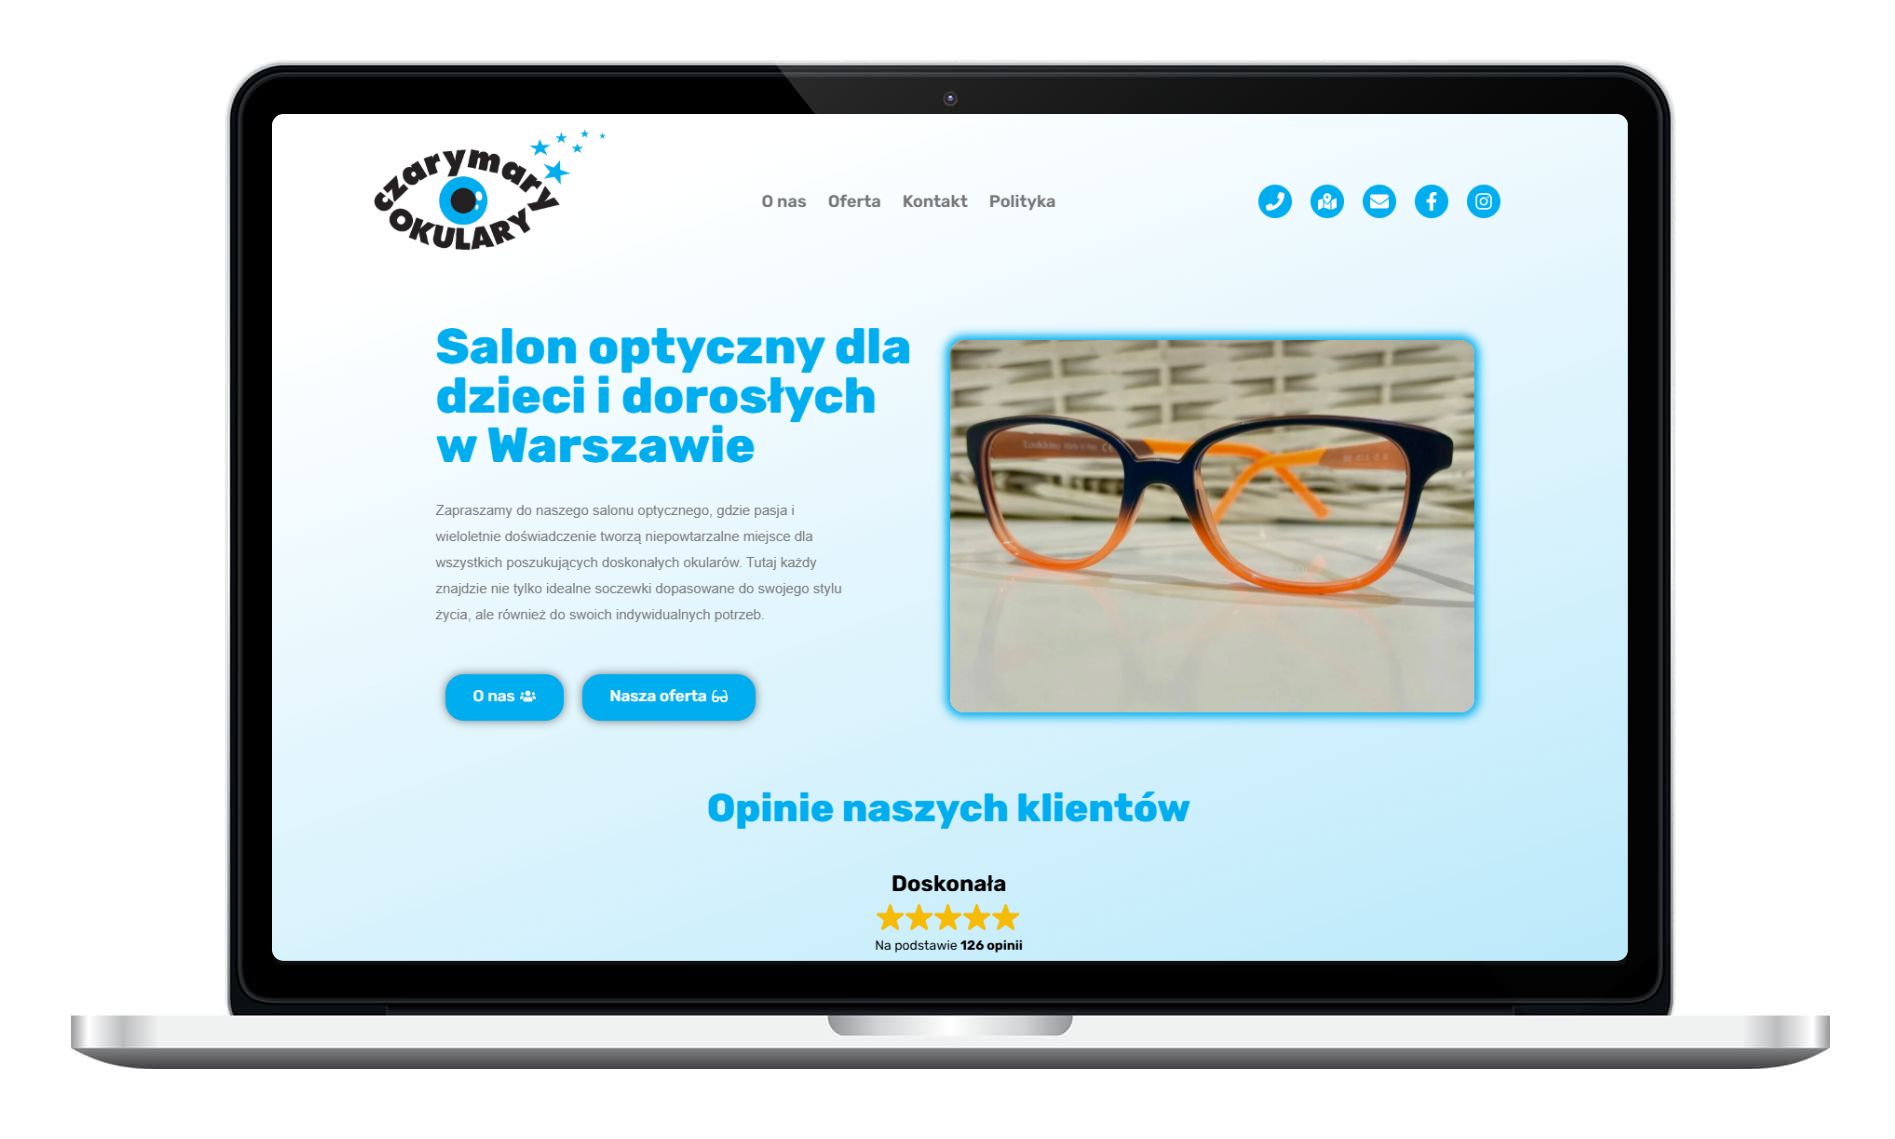 czarymary
OKULARY
O nas Oferta Kontakt Polityka
Salon optyczny dla
dzieci i dorosłych
w Warszawie
Zapraszamy do naszego salonu optycznego, gdzie pasja i
wieloletnie doświadczenie tworzą niepowtarzalne miejsce dla
wszystkich poszukujących doskonałych okularów. Tutaj każdy
znajdzie nie tylko idealne soczewki dopasowane do swojego stylu
życia, ale również do swoich indywidualnych potrzeb.
O nas
Nasza oferta
Opinie naszych klientów
Doskonała
Na podstawie 126 opinii